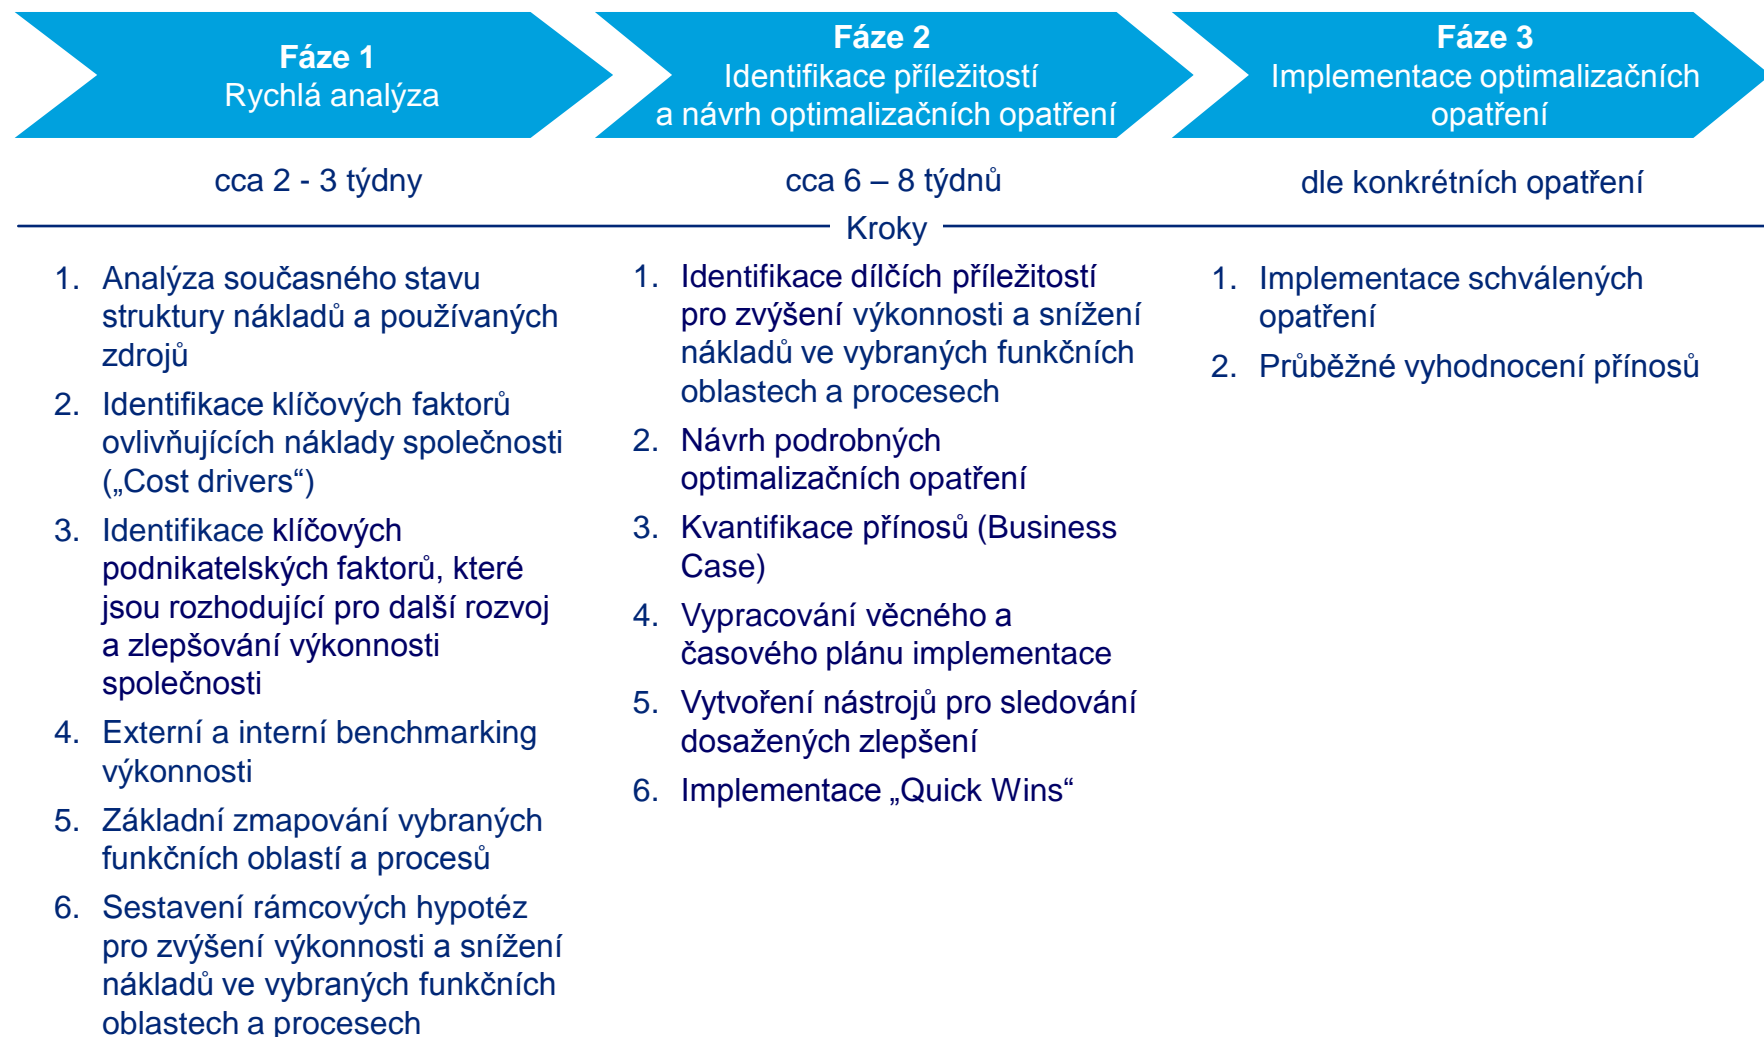 Fáze 1
Rychlá analýza
Fáze 2
Identifikace příležitostí
a návrh optimalizačních opatření
Fáze 3
Implementace optimalizačních
opatření
cca 2 - 3 týdny
cca 6 – 8 týdnů
dle konkrétních opatření
Kroky
1. Analýza současného stavu
struktury nákladů a používaných
zdrojů
2. Identifikace klíčových faktorů
ovlivňujících náklady společnosti
(„Cost drivers“)
3. Identifikace klíčových
podnikatelských faktorů, které
jsou rozhodující pro další rozvoj
a zlepšování výkonnosti
společnosti
4. Externí a interní benchmarking
výkonnosti
5. Základní zmapování vybraných
funkčních oblastí a procesů
6. Sestavení rámcových hypotéz
pro zvýšení výkonnosti a snížení
nákladů ve vybraných funkčních
oblastech a procesech
1. Identifikace dílčích příležitostí
pro zvýšení výkonnosti a snížení
nákladů ve vybraných funkčních
oblastech a procesech
2. Návrh podrobných
optimalizačních opatření
3. Kvantifikace přínosů (Business
Case)
4. Vypracování věcného a
časového plánu implementace
5. Vytvoření nástrojů pro sledování
dosažených zlepšení
6. Implementace „Quick Wins“
1. Implementace schválených
opatření
2. Průběžné vyhodnocení přínosů